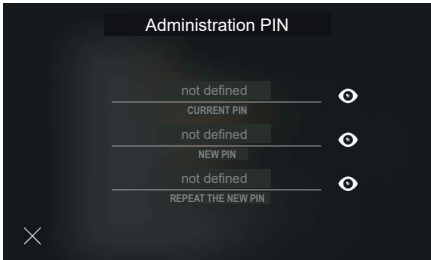 Administration PIN
not defined
CURRENT PIN
not defined
NEW PIN
not defined
REPEAT THE NEW PIN